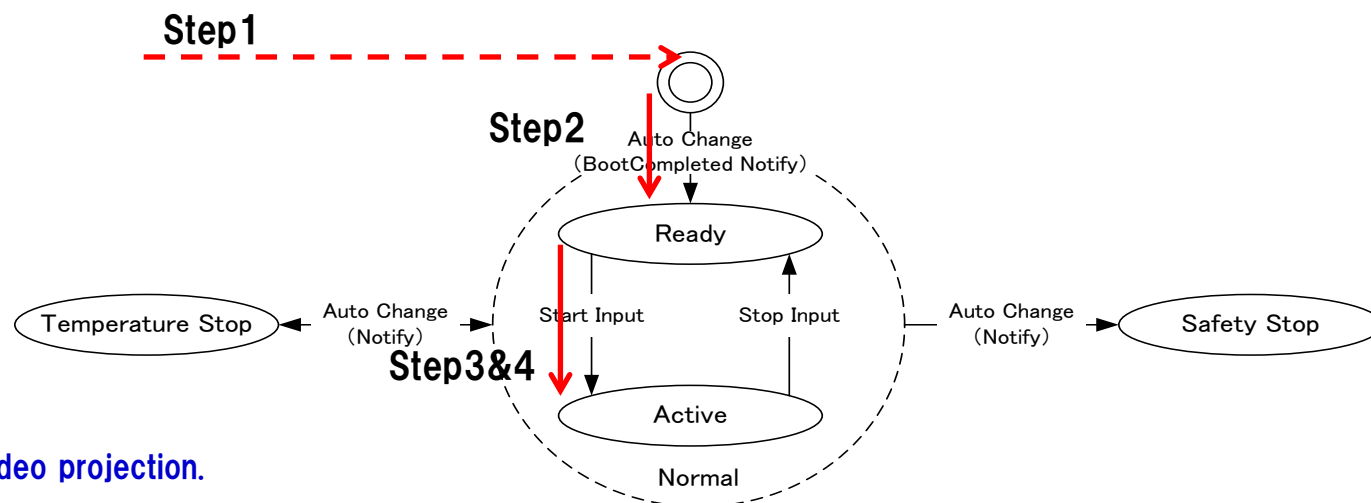 Step1
Step2
Auto Change
(BootCompleted Notify)
Ready
Temperature Stop
Auto Change
(Notify)
Start Input
Stop Input
Auto Change
(Notify)
Safety Stop
Step3&4
Active
Normal
deo projection.